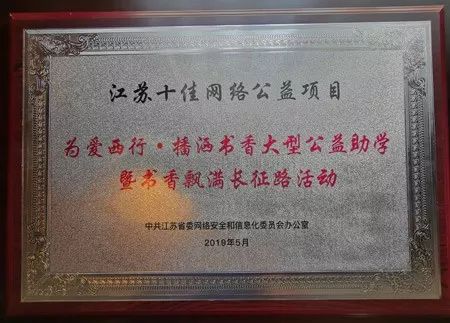 江苏十佳网络公益项目
为爱西行·播洒书香大型公益助学
暨书香飘满长征路活动
中共江苏省委网络安全和信息化委员会办公室
2019年5月